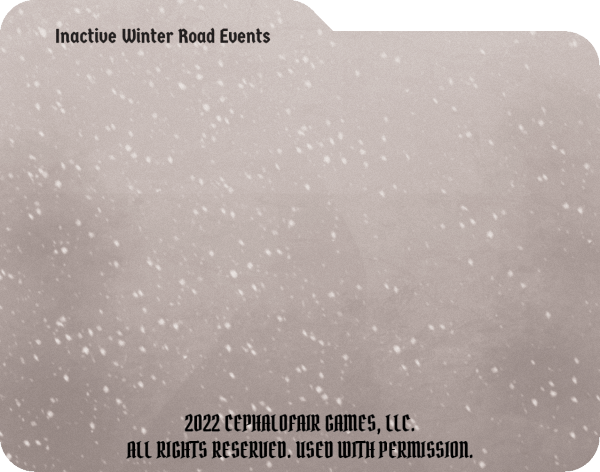 Inactive Winter Road Events
2022 CEPHALOFAIR GAMES, LLC.
ALL RIGHTS RESERVED. USED WITH PERMISSION.